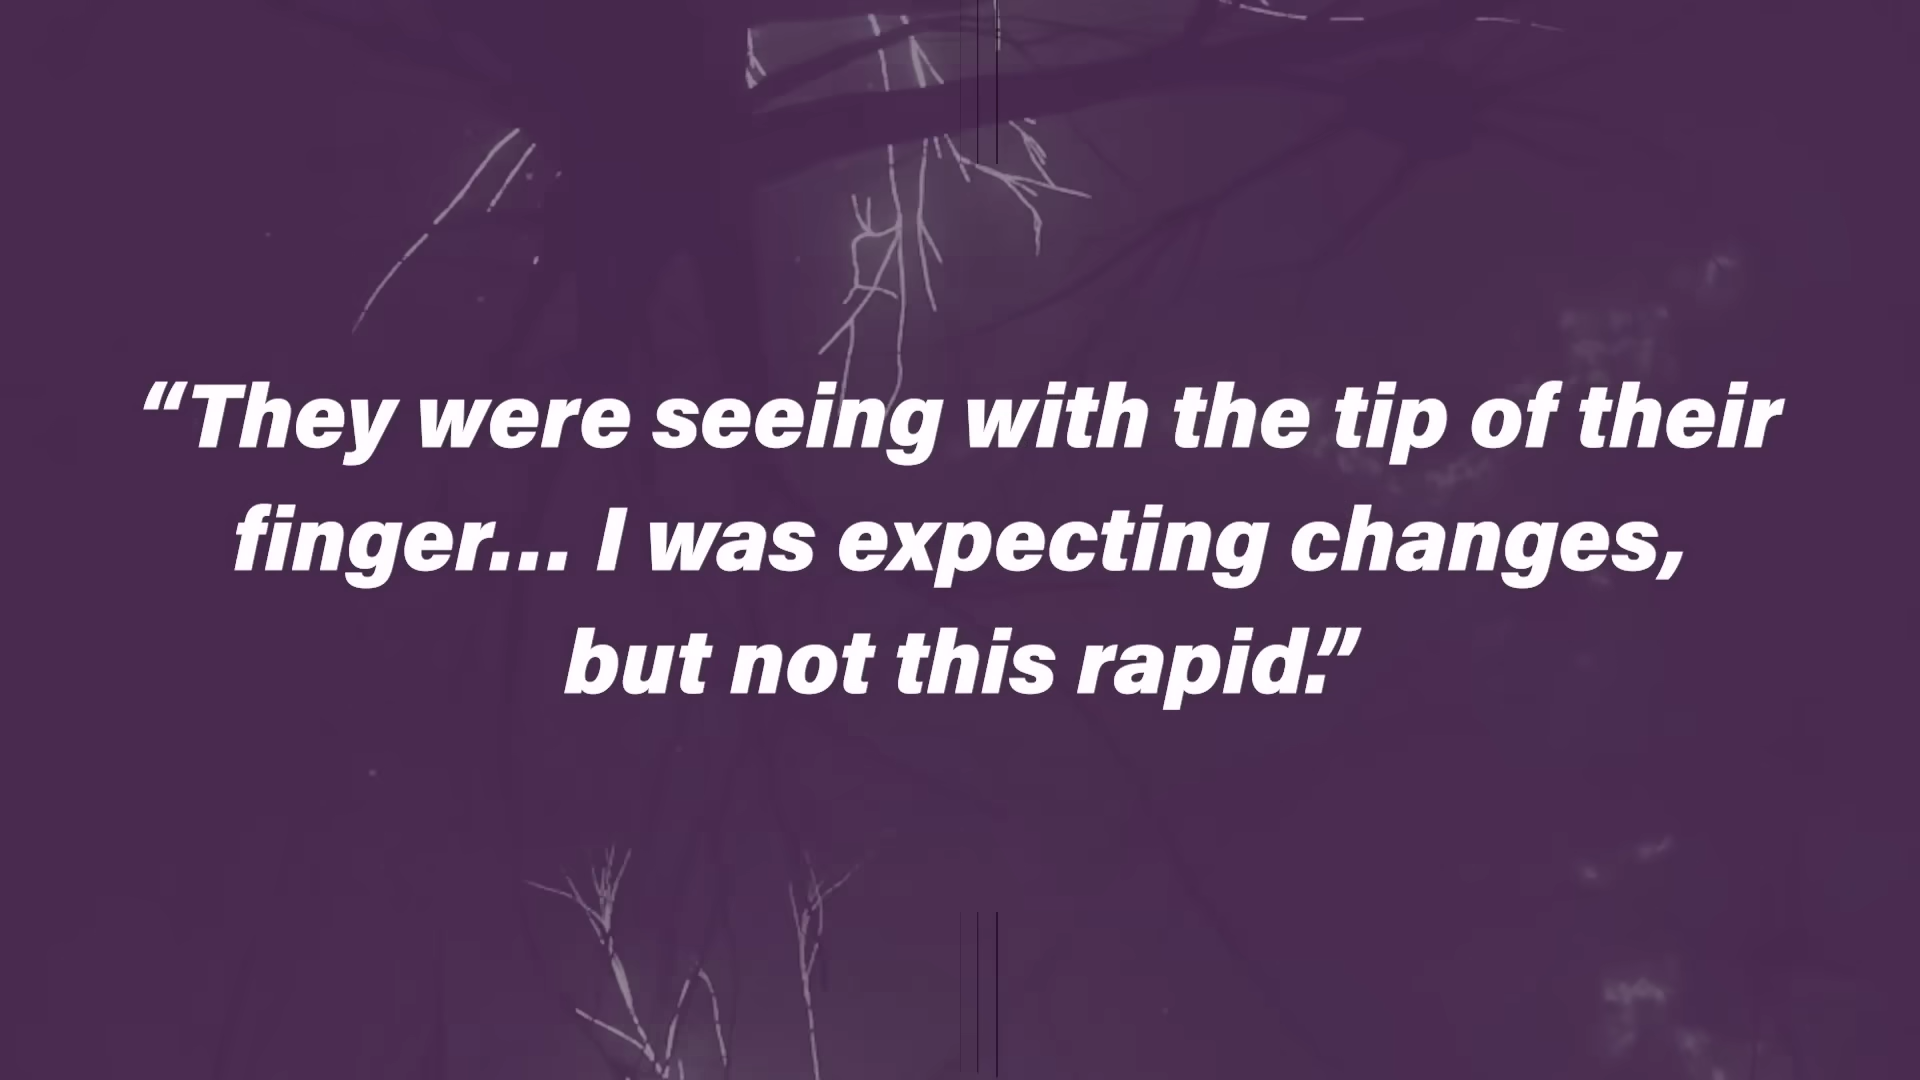 “They were seeing with the tip of their
finger... I was expecting changes,
but not this rapid.”